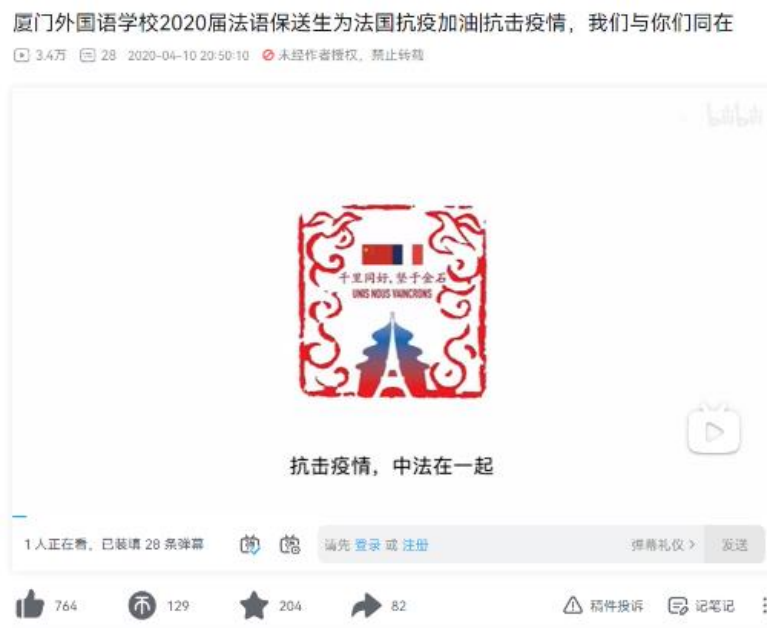 厦门外国语学校2020届法语保送生为法国抗疫加油|抗击疫情，我们与你们同在
3.4万 28 2020-04-10 20:50:10 未经作者授权，禁止转载
bilibili
千里同好，坚于金石
UNIS NOUS VAINCRONS
抗击疫情，中法在一起
1人正在看，已装填 28 条弹幕 请先 登录 或 注册 弹幕礼仪 > 发送
764 129 204 82 稿件投诉 记笔记